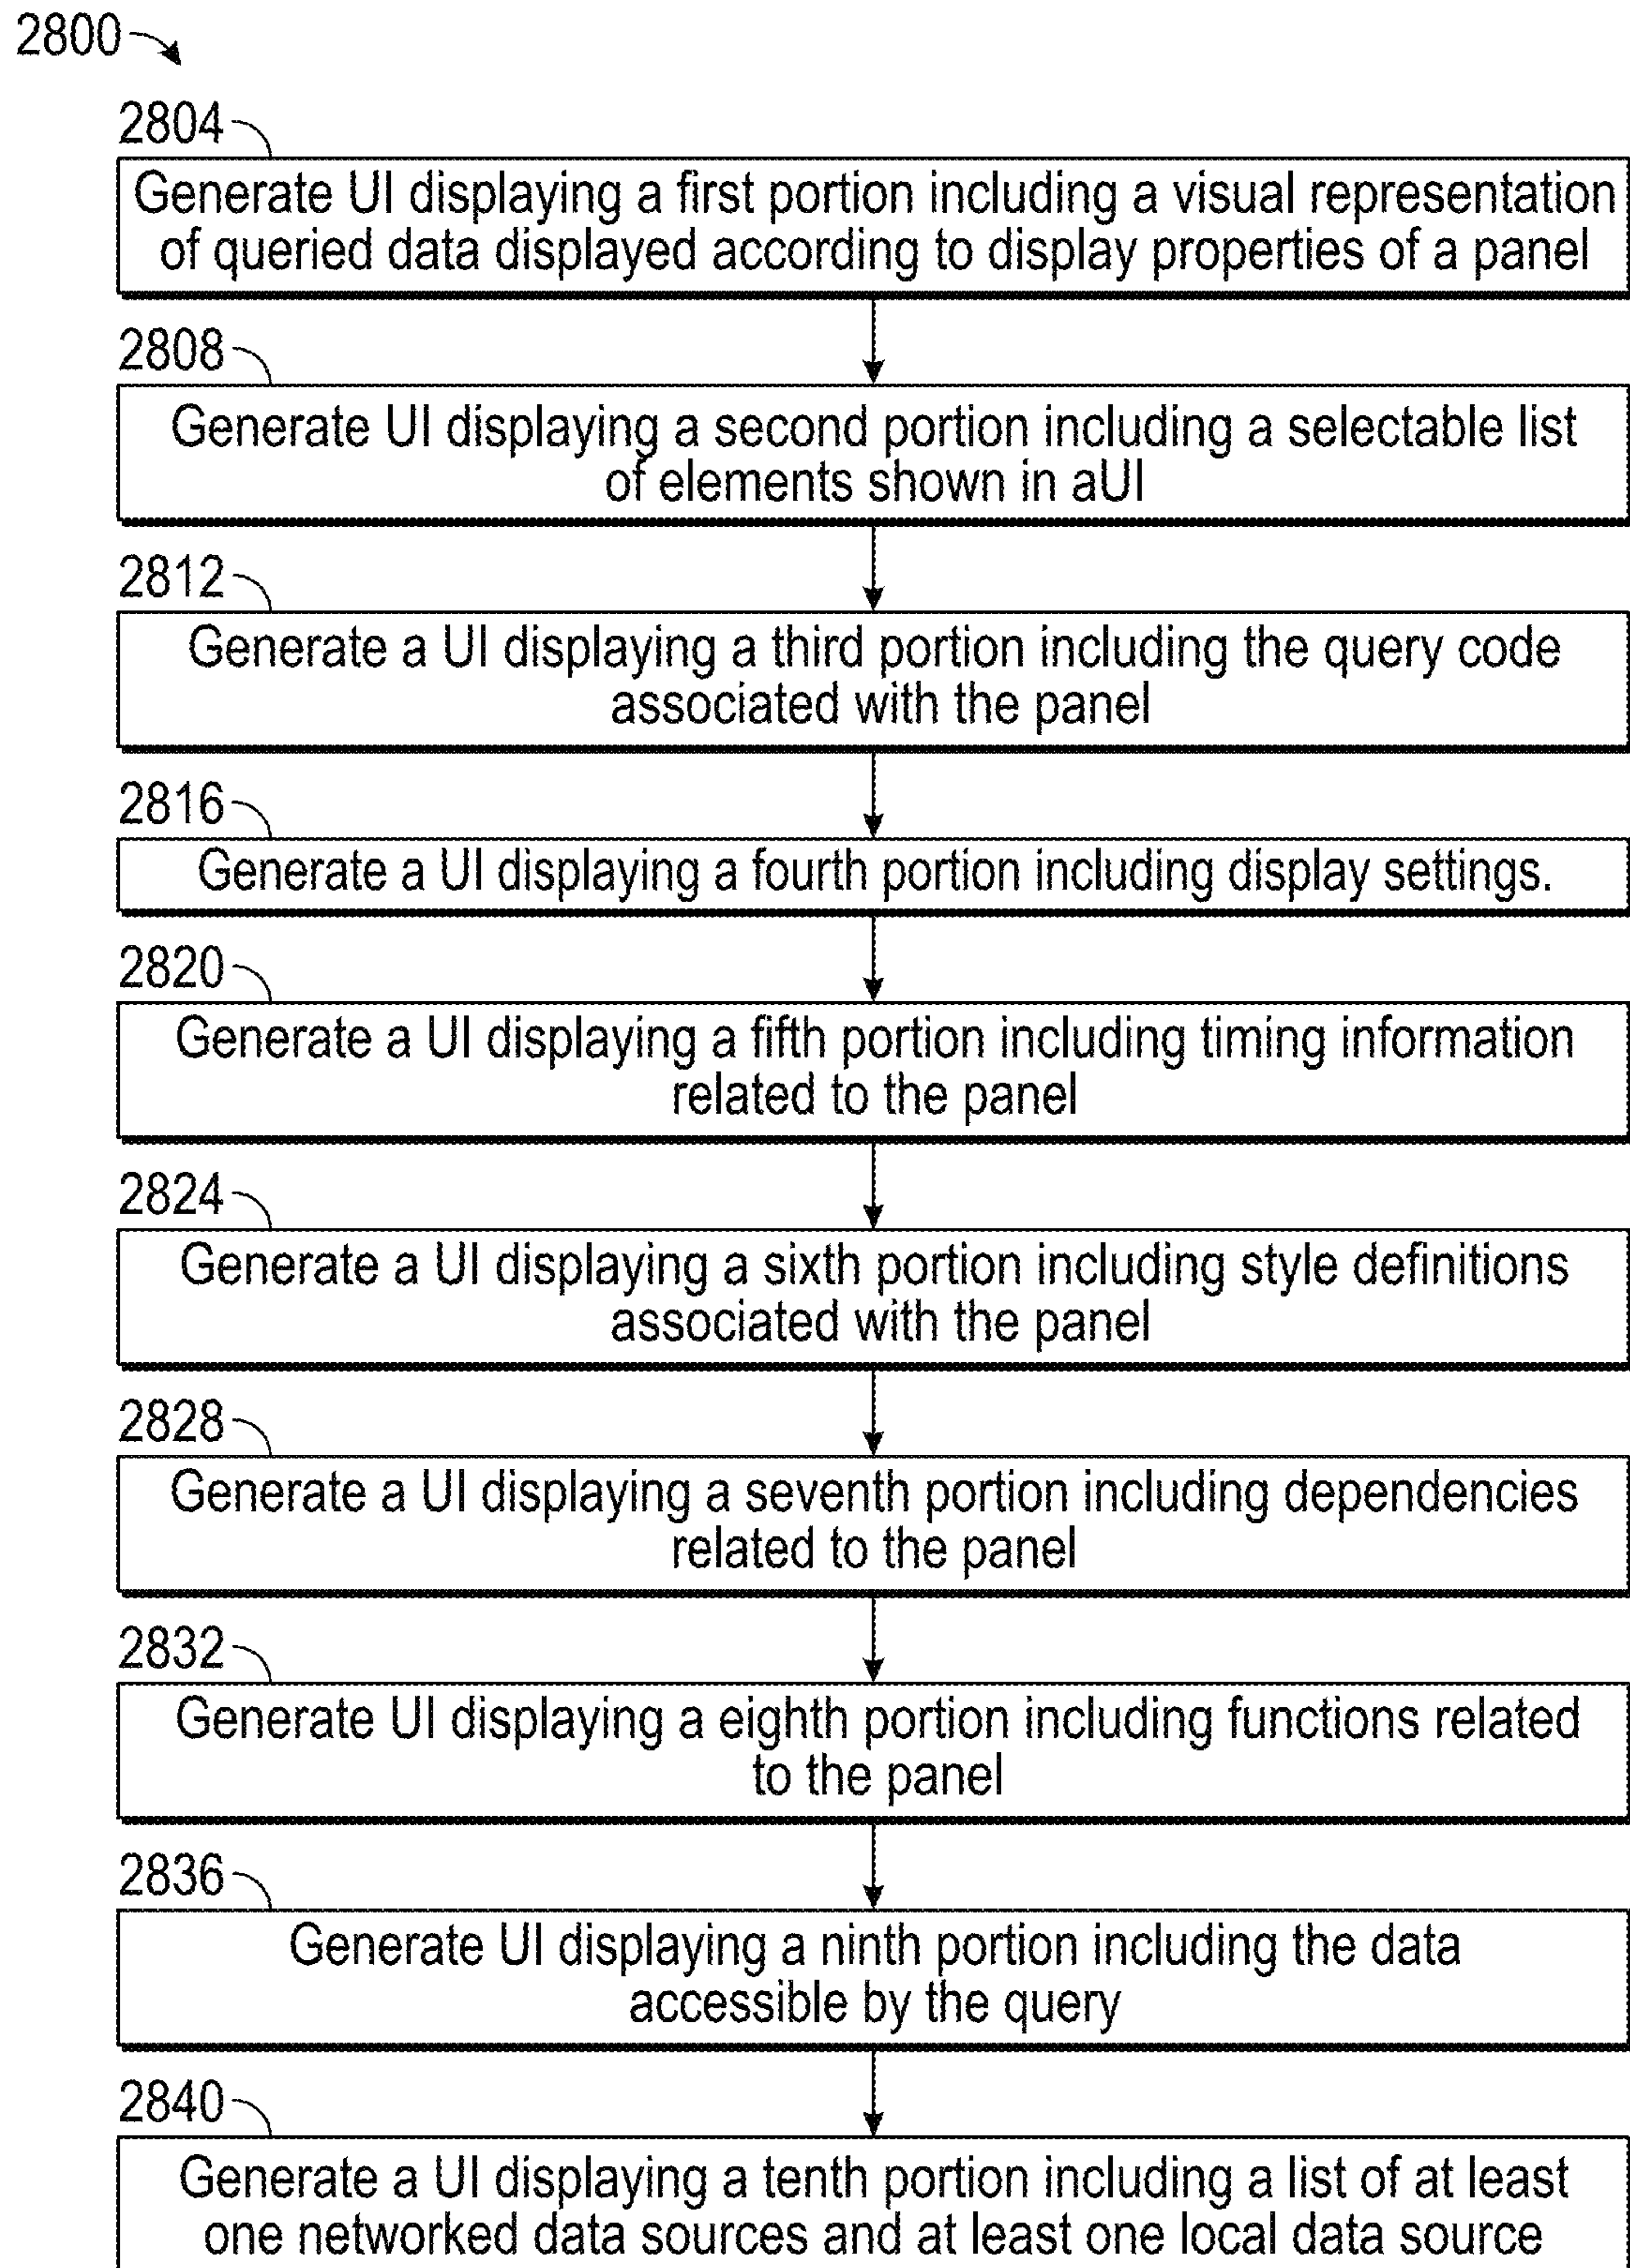 2800
2804
Generate UI displaying a first portion including a visual representation
of queried data displayed according to display properties of a panel
2808
Generate UI displaying a second portion including a selectable list
of elements shown in aUI
2812
Generate a UI displaying a third portion including the query code
associated with the panel
2816
Generate a UI displaying a fourth portion including display settings.
2820
Generate a UI displaying a fifth portion including timing information
related to the panel
2824
Generate a UI displaying a sixth portion including style definitions
associated with the panel
2828
Generate a UI displaying a seventh portion including dependencies
related to the panel
2832
Generate UI displaying a eighth portion including functions related
to the panel
2836
Generate UI displaying a ninth portion including the data
accessible by the query
2840
Generate a UI displaying a tenth portion including a list of at least
one networked data sources and at least one local data source